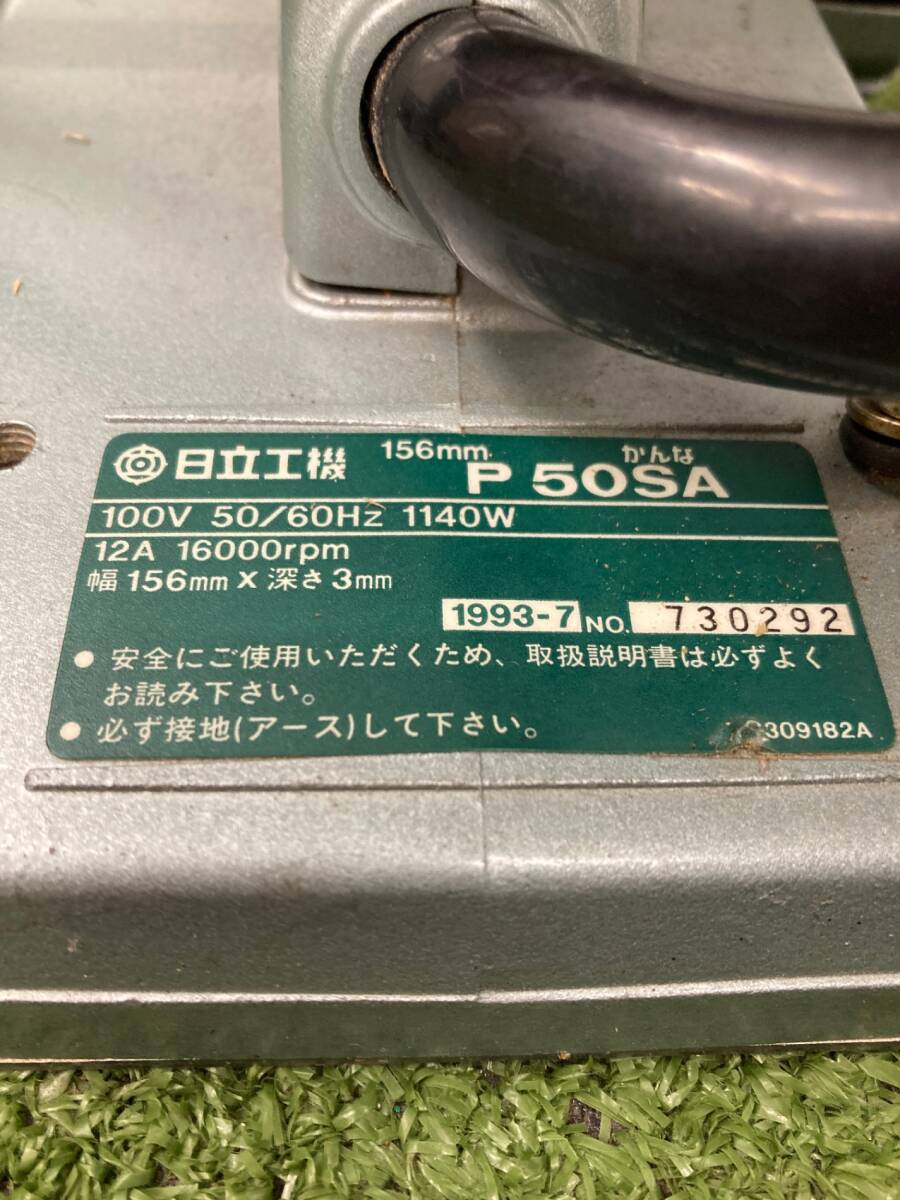 日立工機 156mm かんな P 50SA
100V 50/60Hz 1140W
12A 16000rpm
幅 156mm x 深さ 3mm
1993-7 NO. 730292
● 安全にご使用いただくため、取扱説明書は必ずよく
お読み下さい。
● 必ず接地(アース)して下さい。
309182A